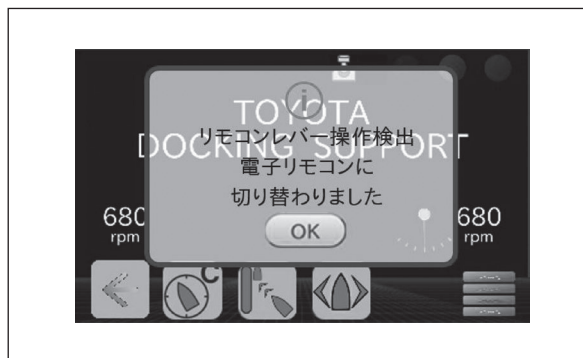 TOYOTA
DOCKING SUPPORT
リモコンレバー操作検出
電子リモコンに
切り替わりました
OK
680
rpm
680
rpm
C